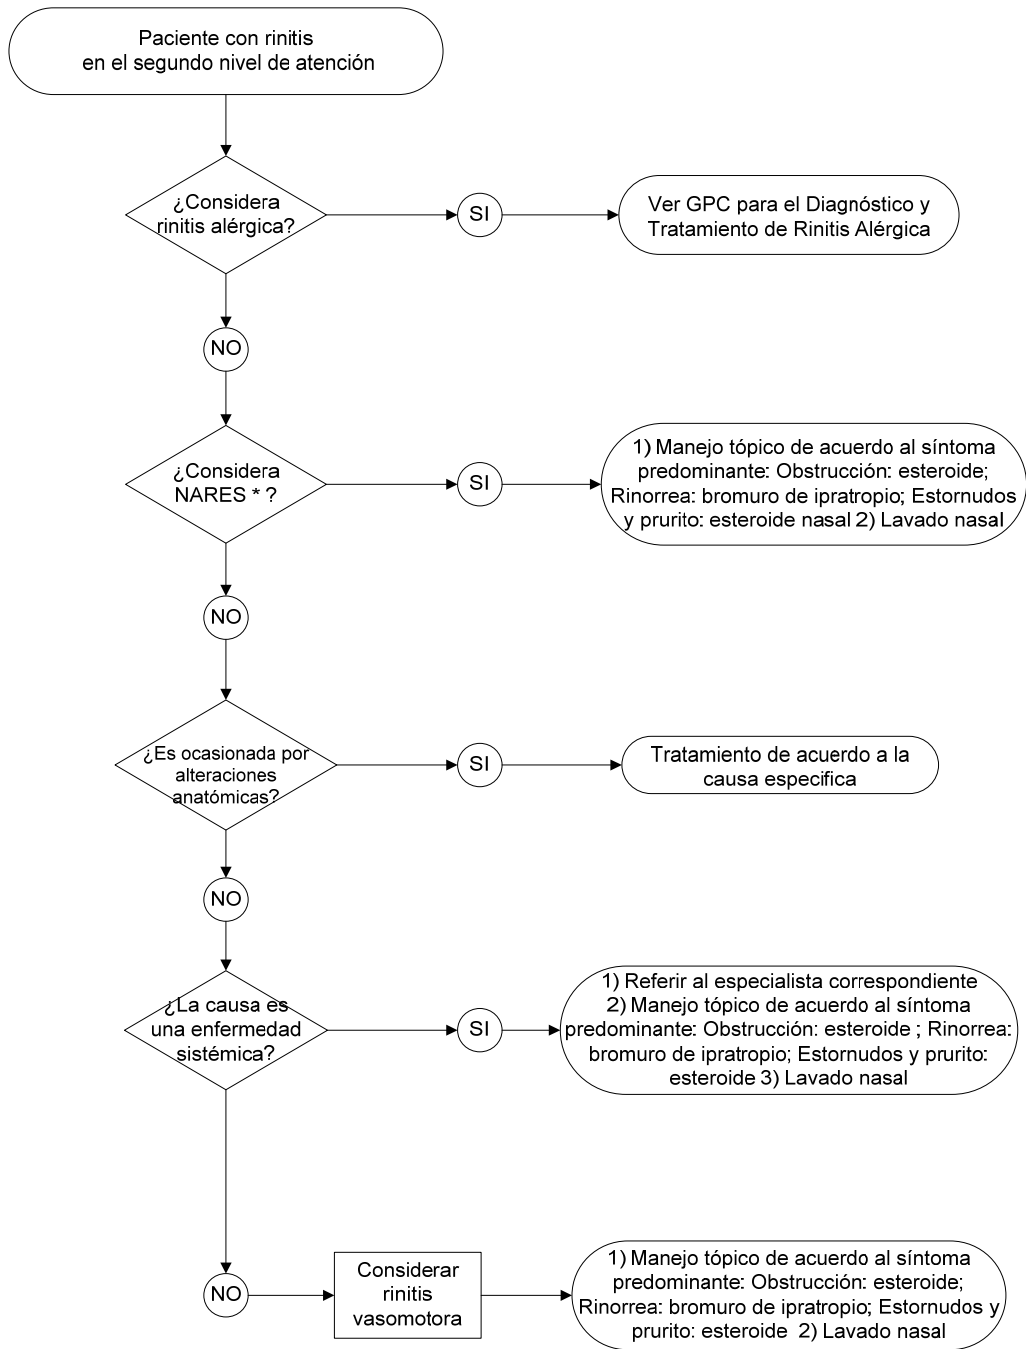 Paciente con rinitis
en el segundo nivel de atención
¿Considera
rinitis alérgica?
SI
Ver GPC para el Diagnóstico y
Tratamiento de Rinitis Alérgica
NO
¿Considera
NARES * ?
SI
1) Manejo tópico de acuerdo al síntoma
predominante: Obstrucción: esteroide;
Rinorrea: bromuro de ipratropio; Estornudos
y prurito: esteroide nasal 2) Lavado nasal
NO
¿Es ocasionada por
alteraciones
anatómicas?
SI
Tratamiento de acuerdo a la
causa especifica
NO
¿La causa es
una enfermedad
sistémica?
SI
1) Referir al especialista correspondiente
2) Manejo tópico de acuerdo al síntoma
predominante: Obstrucción: esteroide ; Rinorrea:
bromuro de ipratropio; Estornudos y prurito:
esteroide 3) Lavado nasal
NO
Considerar
rinitis
vasomotora
1) Manejo tópico de acuerdo al síntoma
predominante: Obstrucción: esteroide;
Rinorrea: bromuro de ipratropio; Estornudos y
prurito: esteroide  2) Lavado nasal